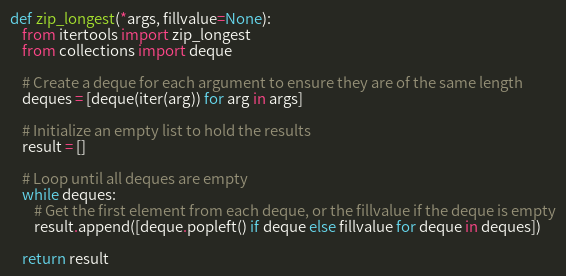 def zip_longest(*args, fillvalue=None):
from itertools import zip_longest
from collections import deque
# Create a deque for each argument to ensure they are of the same length
deques = [deque(iter(arg)) for arg in args]
# Initialize an empty list to hold the results
result = []
# Loop until all deques are empty
while deques:
# Get the first element from each deque, or the fillvalue if the deque is empty
result.append([deque.popleft() if deque else fillvalue for deque in deques])
return result